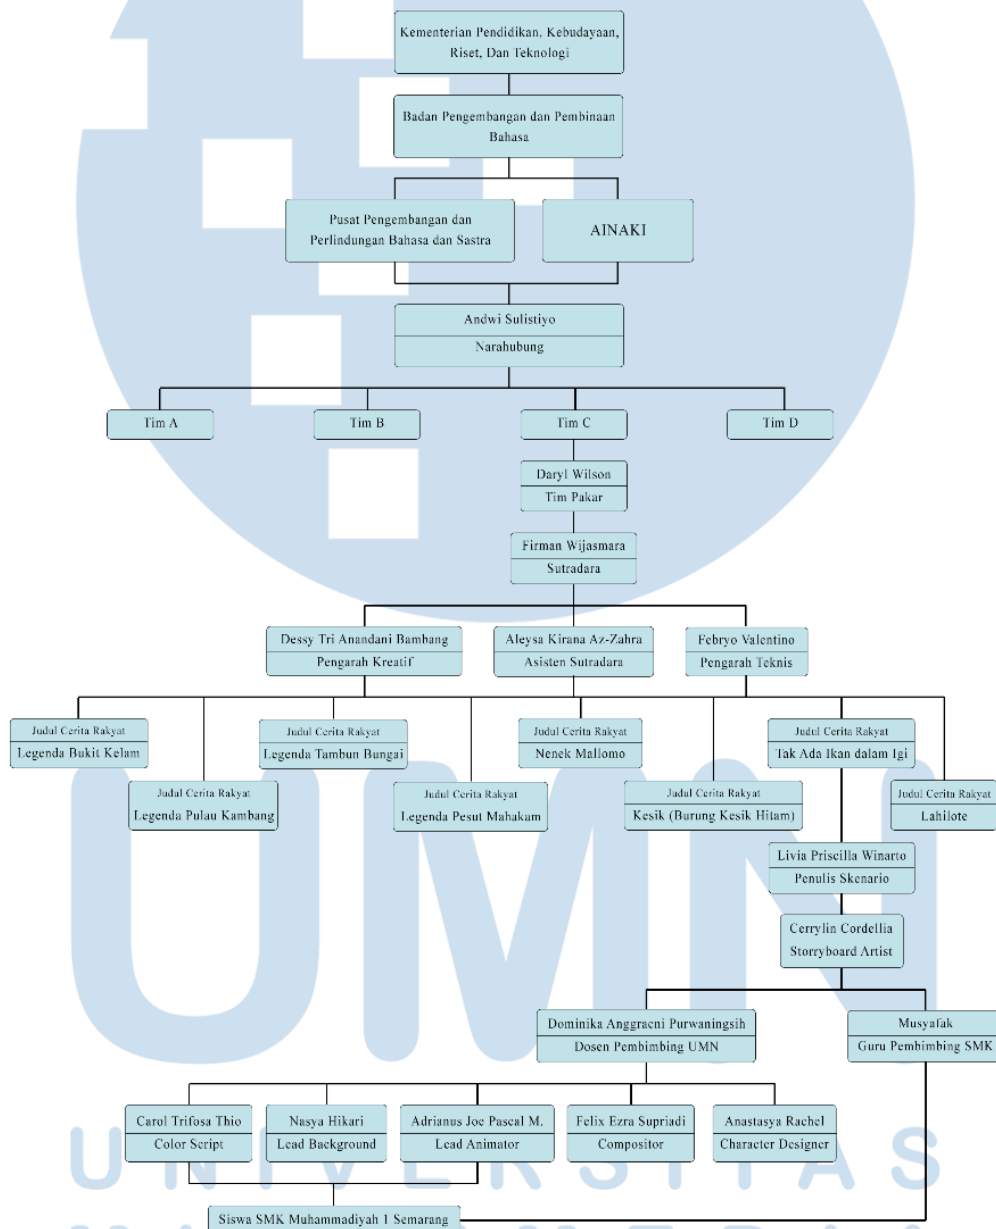 Kementerian Pendidikan, Kebudayaan,
Riset, Dan Teknologi
Badan Pengembangan dan Pembinaan
Bahasa
Pusat Pengembangan dan
Perlindungan Bahasa dan Sastra
AINAKI
Andwi Sulistiyo
Narahubung
Tim A
Tim B
Tim C
Tim D
Daryl Wilson
Tim Pakar
Firman Wijasmara
Sutradara
Dessy Tri Anandani Bambang
Pengarah Kreatif
Aleysa Kirana Az-Zahra
Asisten Sutradara
Febryo Valentino
Pengarah Teknis
Judul Cerita Rakyat
Legenda Bukit Kelam
Judul Cerita Rakyat
Legenda Pulau Kambang
Judul Cerita Rakyat
Legenda Tambun Bungai
Judul Cerita Rakyat
Legenda Pesut Mahakam
Judul Cerita Rakyat
Nenek Mallomo
Judul Cerita Rakyat
Kesik (Burung Kesik Hitam)
Judul Cerita Rakyat
Tak Ada Ikan dalam Igi
Judul Cerita Rakyat
Lahilote
Livia Priscilla Winarto
Penulis Skenario
Cerrylin Cordellia
Storryboard Artist
Dominika Anggraeni Purwaningsih
Dosen Pembimbing UMN
Musyafak
Guru Pembimbing SMK
Carol Trifosa Thio
Color Script
Nasya Hikari
Lead Background
Adrianus Joe Pascal M.
Lead Animator
Felix Ezra Supriadi
Compositor
Anastasya Rachel
Character Designer
Siswa SMK Muhammadiyah 1 Semarang
UMN
UNIVERSITAS